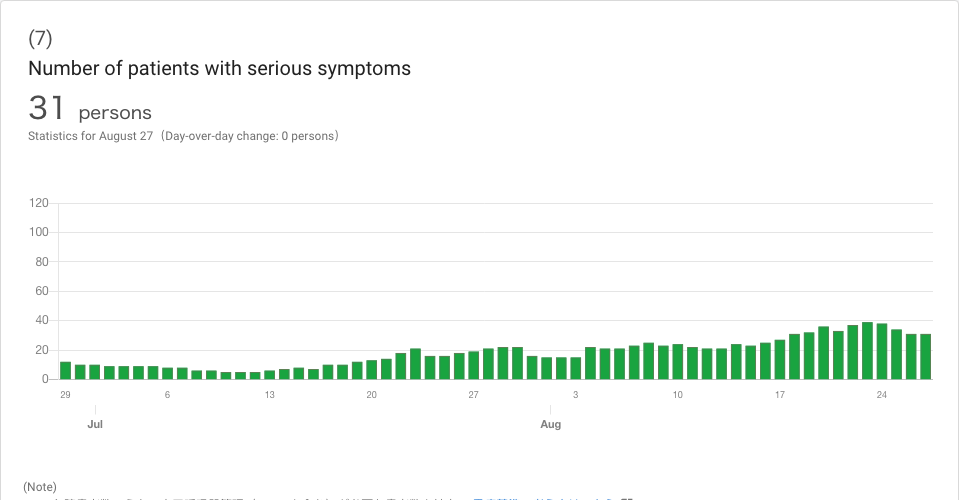 (7)
Number of patients with serious symptoms
31 persons
Statistics for August 27 (Day-over-day change: 0 persons)
120
100
80
60
40
20
0
29 6 13 20 27 3 10 17 24
Jul Aug
(Note)